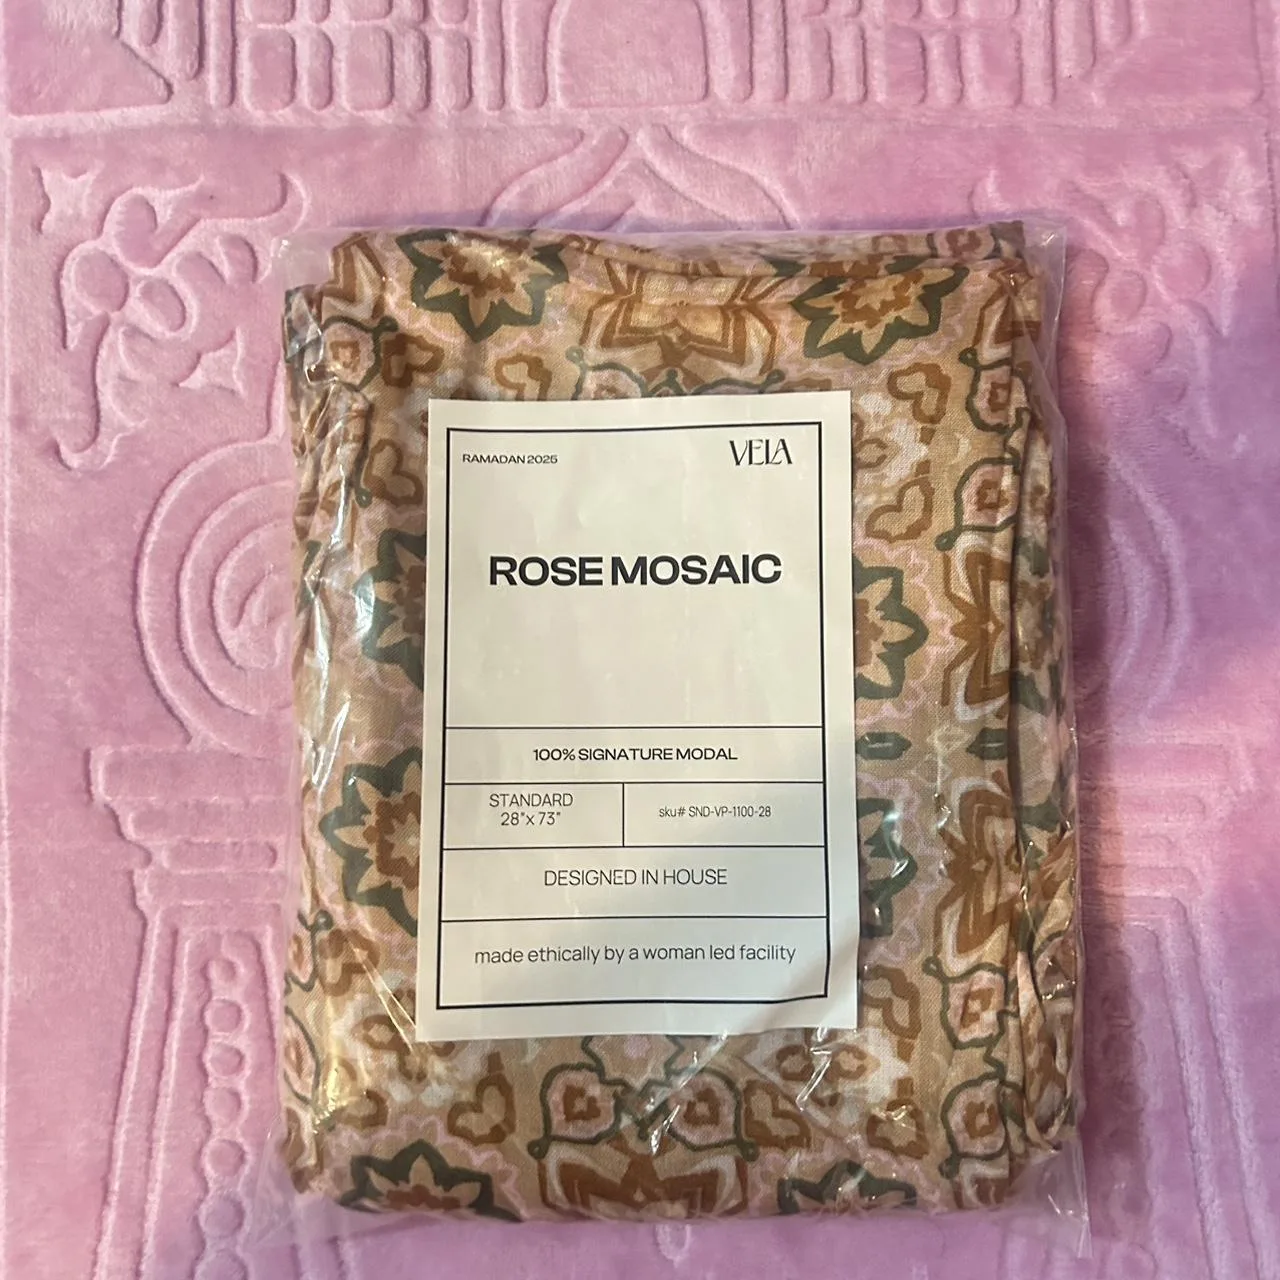 RAMADAN 2025
VELA
ROSE MOSAIC
100% SIGNATURE MODAL
STANDARD
28"x 73"
sku# SND-VP-1100-28
DESIGNED IN HOUSE
made ethically by a woman led facility